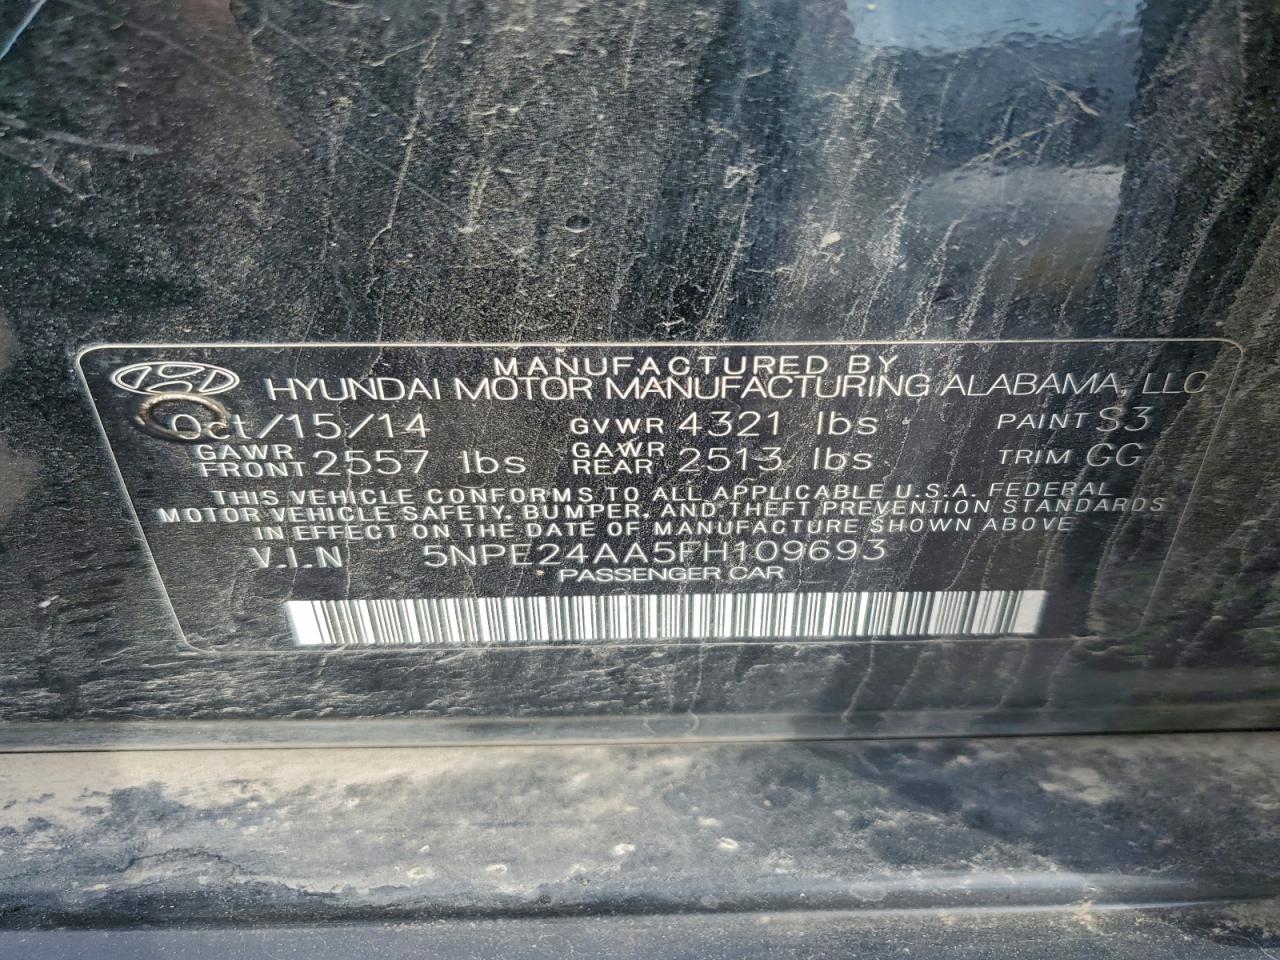 MANUFACTURED BY
HYUNDAI MOTOR MANUFACTURING ALABAMA, LLC
Oct/15/14 GVWR 4321 lbs PAINT S3
GAWR FRONT 2557 lbs GAWR REAR 2513 lbs TRIM GG
THIS VEHICLE CONFORMS TO ALL APPLICABLE U.S.A. FEDERAL
MOTOR VEHICLE SAFETY, BUMPER, AND THEFT PREVENTION STANDARDS
IN EFFECT ON THE DATE OF MANUFACTURE SHOWN ABOVE
V.I.N 5NPE24AA5FH109693
PASSENGER CAR